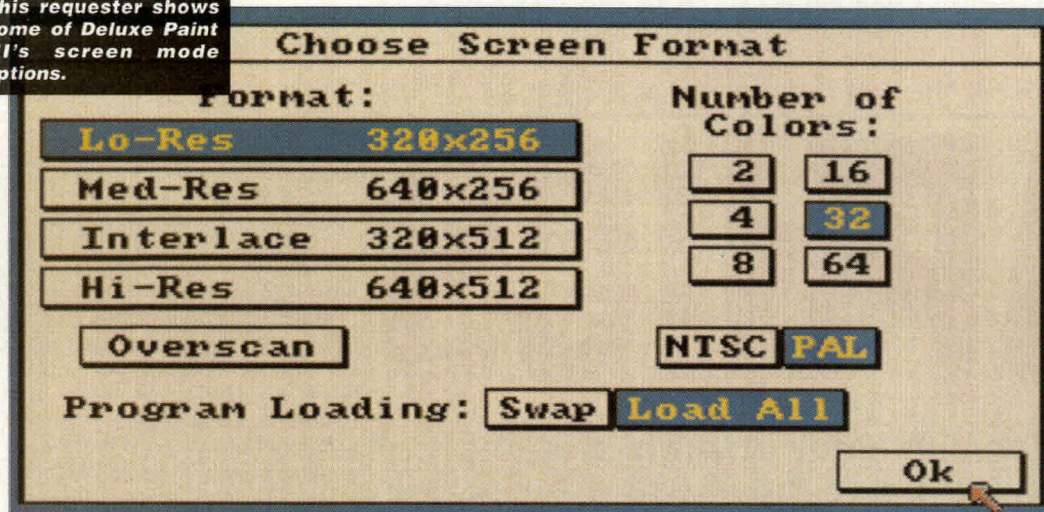 his requester shows
ome of Deluxe Paint
I's screen mode
ptions.
Choose Screen Format
Format:
Lo-Res 320x256
Med-Res 640x256
Interlace 320x512
Hi-Res 640x512
Number of
Colors:
2 16
4 32
8 64
Overscan
NTSC PAL
Program Loading: Swap Load All
Ok